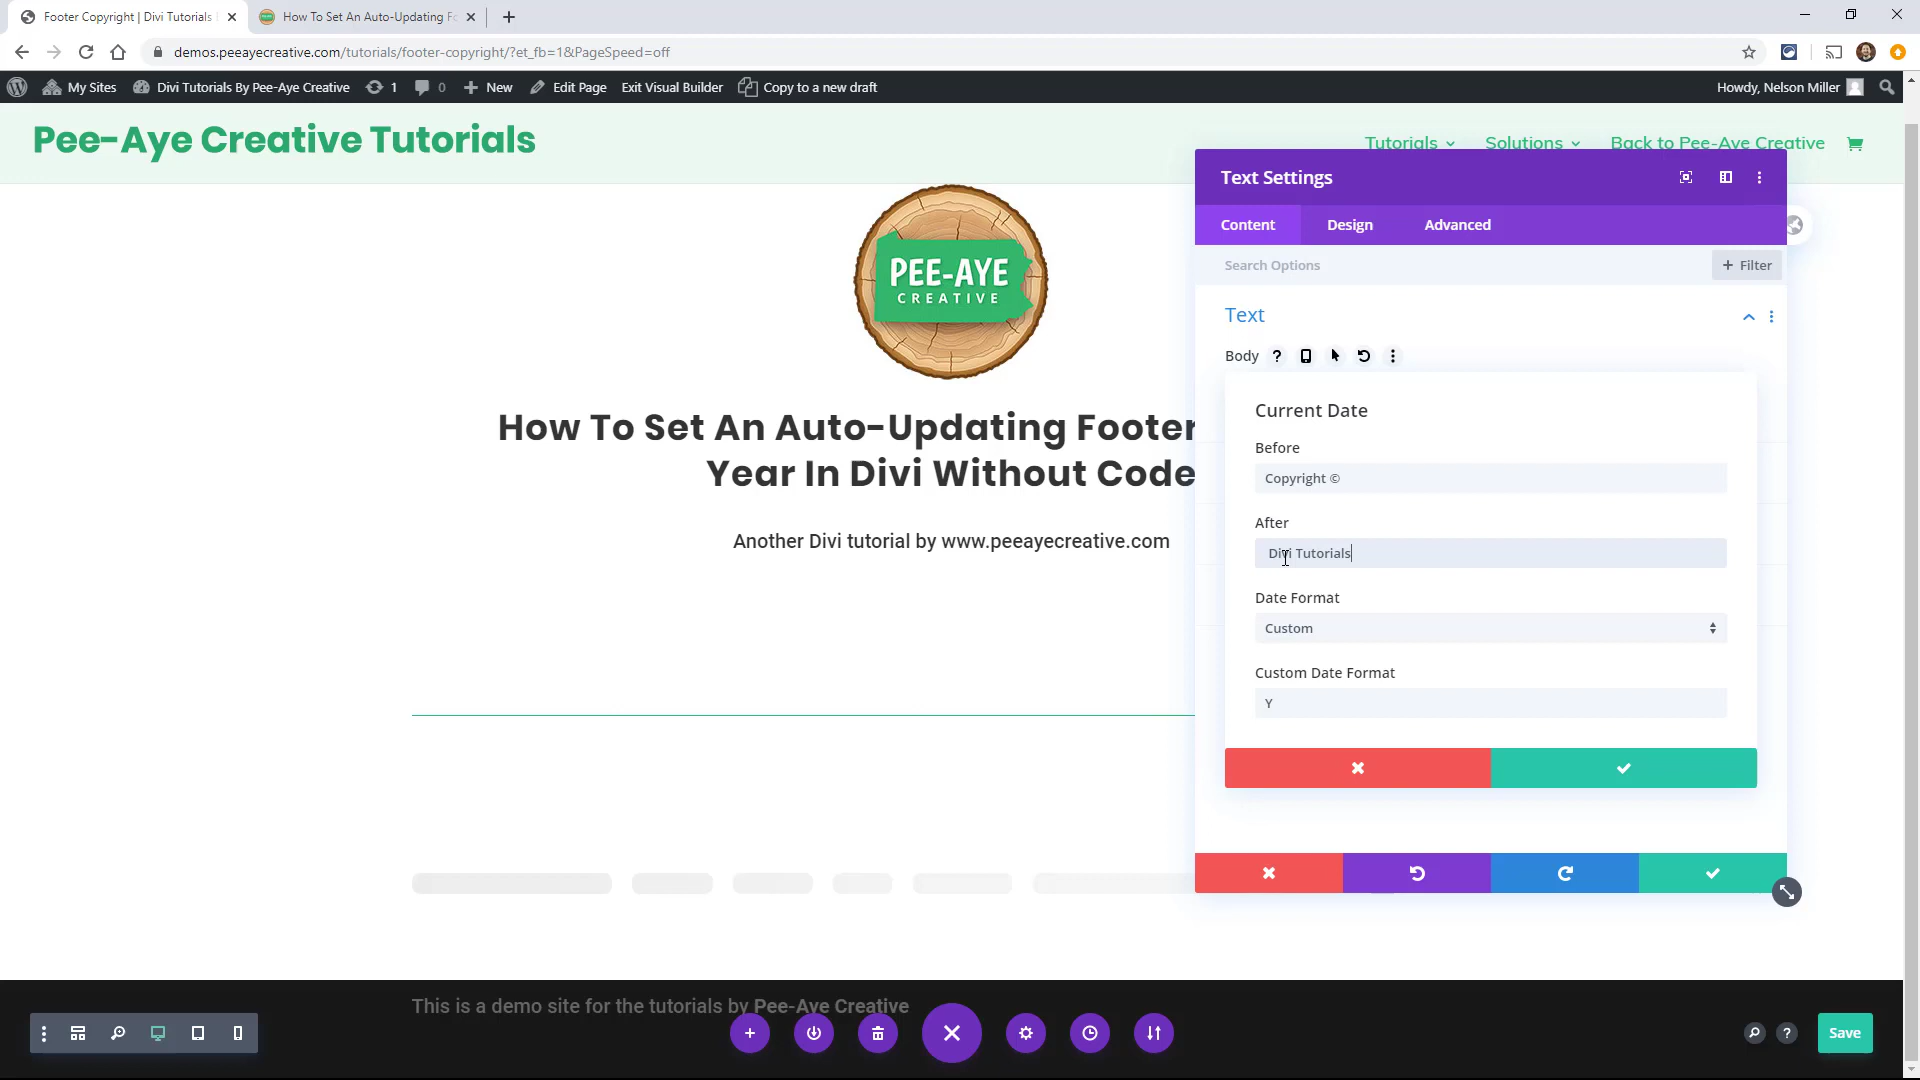 Footer Copyright | Divi Tutorials
How To Set An Auto-Updating Fo
demos.peeayecreative.com/tutorials/footer-copyright/?et_fb=1&PageSpeed=off
My Sites
Divi Tutorials By Pee-Aye Creative
1
0
New
Edit Page
Exit Visual Builder
Copy to a new draft
Howdy, Nelson Miller
Pee-Aye Creative Tutorials
Tutorials
Solutions
Back to Pee-Aye Creative
PEE-AYE
CREATIVE
How To Set An Auto-Updating Footer
Year In Divi Without Code
Another Divi tutorial by www.peeayecreative.com
Text Settings
Content
Design
Advanced
Search Options
+ Filter
Text
Body
Current Date
Before
Copyright ©
After
Divi Tutorials
Date Format
Custom
Custom Date Format
Y
This is a demo site for the tutorials by Pee-Aye Creative
Save